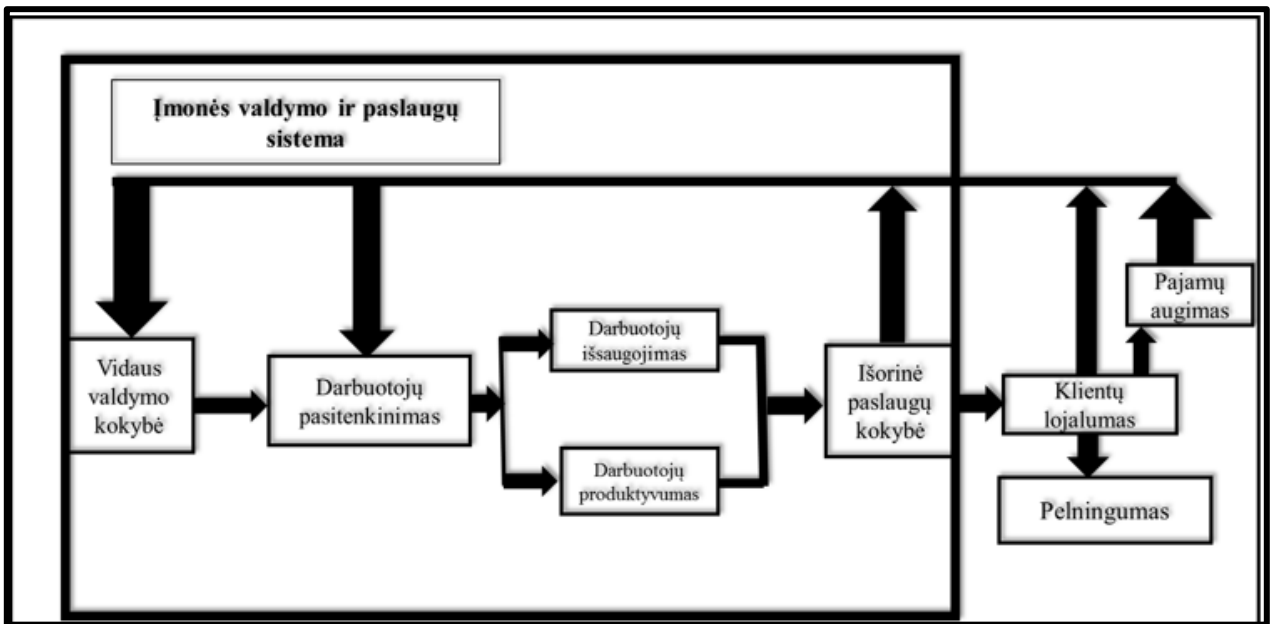 Įmonės valdymo ir paslaugų
sistema
Vidaus
valdymo
kokybė
Darbuotojų
pasitenkinimas
Darbuotojų
išsaugojimas
Darbuotojų
produktyvumas
Išorinė
paslaugų
kokybė
Klientų
lojalumas
Pajamų
augimas
Pelningumas